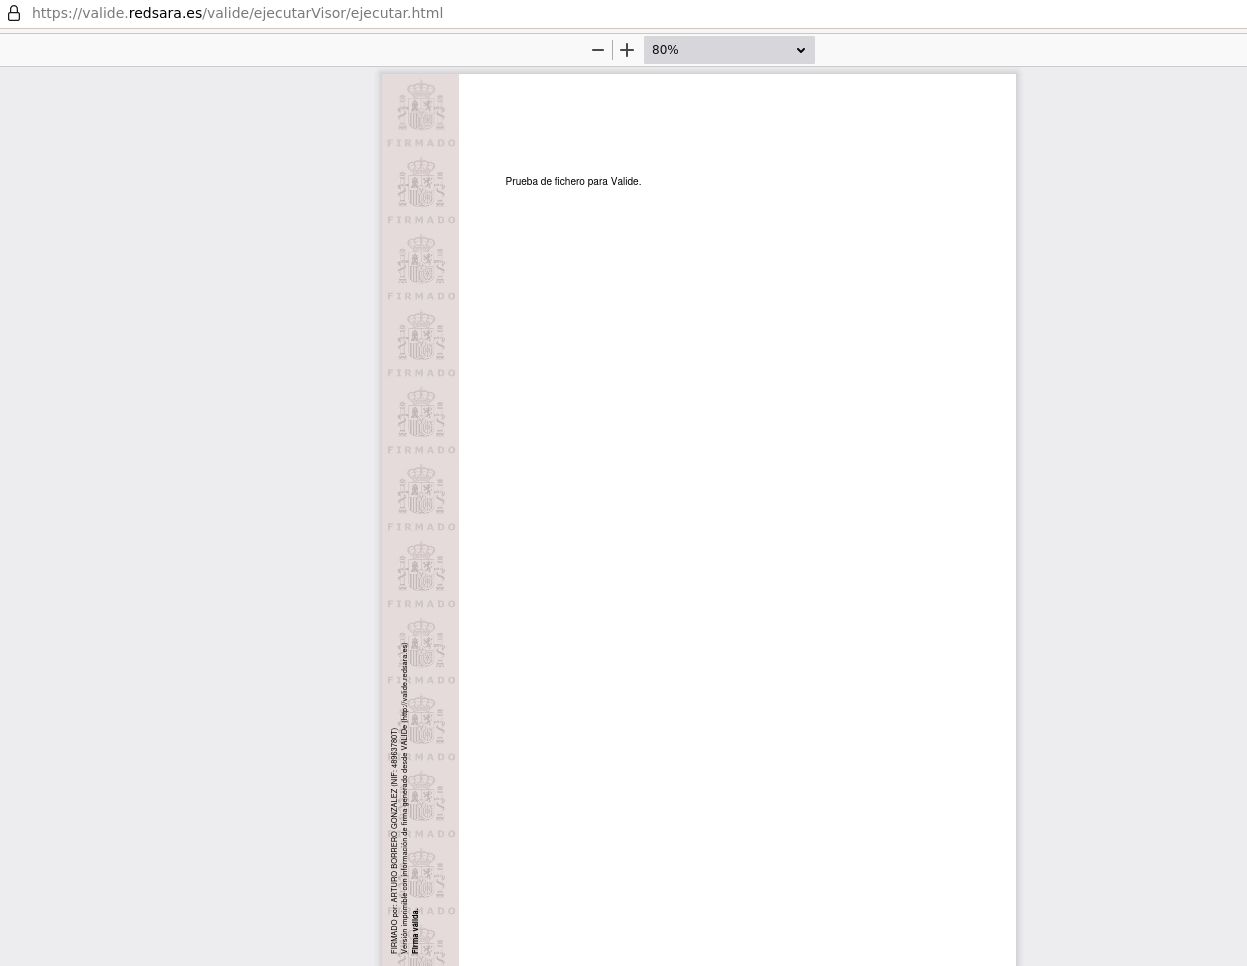 https://valide.redsara.es/valide/ejecutarVisor/ejecutar.html
80%
Prueba de fichero para Valide.
FIRMADO
FIRMADO
FIRMADO
FIRMADO
FIRMADO
FIRMADO
FIRMADO
FIRMADO
FIRMADO
FIRMADO
FIRMADO
FIRMADO por: ARTURO BORRERO GONZALEZ (NIF: 48963780T)
Versión imprimible con información de firma generado desde VALIDe (http://valide.redsara.es)
Firma válida.